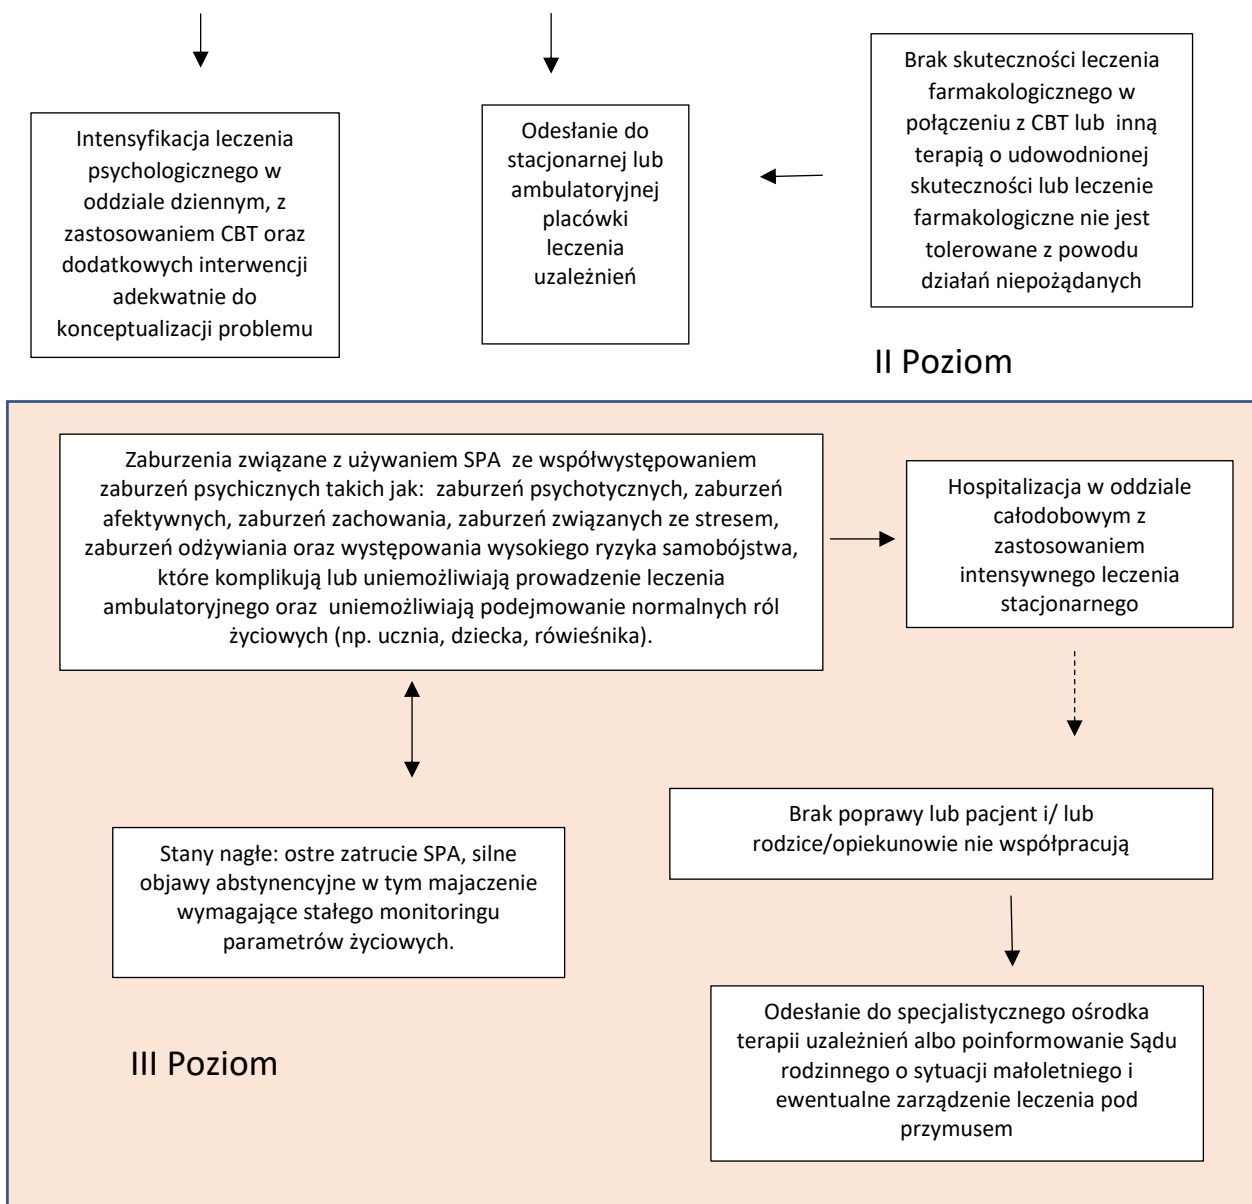 Intensyfikacja leczenia
psychologicznego w
oddziale dziennym, z
zastosowaniem CBT oraz
dodatkowych interwencji
adekwatnie do
konceptualizacji problemu
Odesłanie do
stacjonarnej lub
ambulatoryjnej
placówki
leczenia
uzależnień
Brak skuteczności leczenia
farmakologicznego w
połączeniu z CBT lub inną
terapią o udowodnionej
skuteczności lub leczenie
farmakologiczne nie jest
tolerowane z powodu
działań niepożądanych
II Poziom
Zaburzenia związane z używaniem SPA ze współwystępowaniem
zaburzeń psychicznych takich jak: zaburzeń psychotycznych, zaburzeń
afektywnych, zaburzeń zachowania, zaburzeń związanych ze stresem,
zaburzeń odżywiania oraz występowania wysokiego ryzyka samobójstwa,
które komplikują lub uniemożliwiają prowadzenie leczenia
ambulatoryjnego oraz uniemożliwiają podejmowanie normalnych ról
życiowych (np. ucznia, dziecka, rówieśnika).
Hospitalizacja w oddziale
całodobowym z
zastosowaniem
intensywnego leczenia
stacjonarnego
Brak poprawy lub pacjent i/ lub
rodzice/opiekunowie nie współpracują
Stany nagłe: ostre zatrucie SPA, silne
objawy abstynencyjne w tym majaczenie
wymagające stałego monitoringu
parametrów życiowych.
Odesłanie do specjalistycznego ośrodka
terapii uzależnień albo poinformowanie Sądu
rodzinnego o sytuacji małoletniego i
ewentualne zarządzenie leczenia pod
przymusem
III Poziom